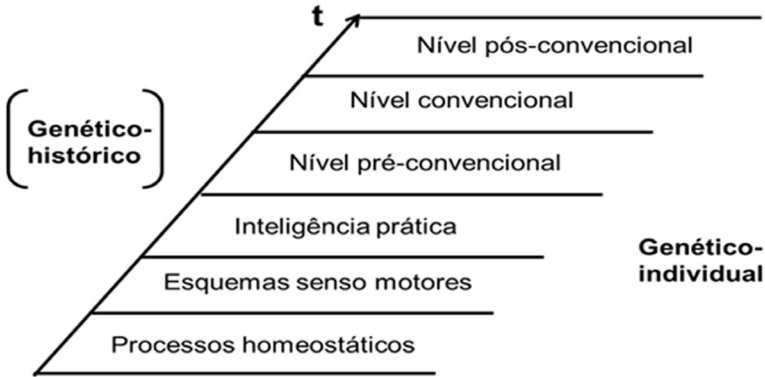 t
Nível pós-convencional
Nível convencional
Genético-
histórico
Nível pré-convencional
Inteligência prática
Genético-
individual
Esquemas senso motores
Processos homeostáticos